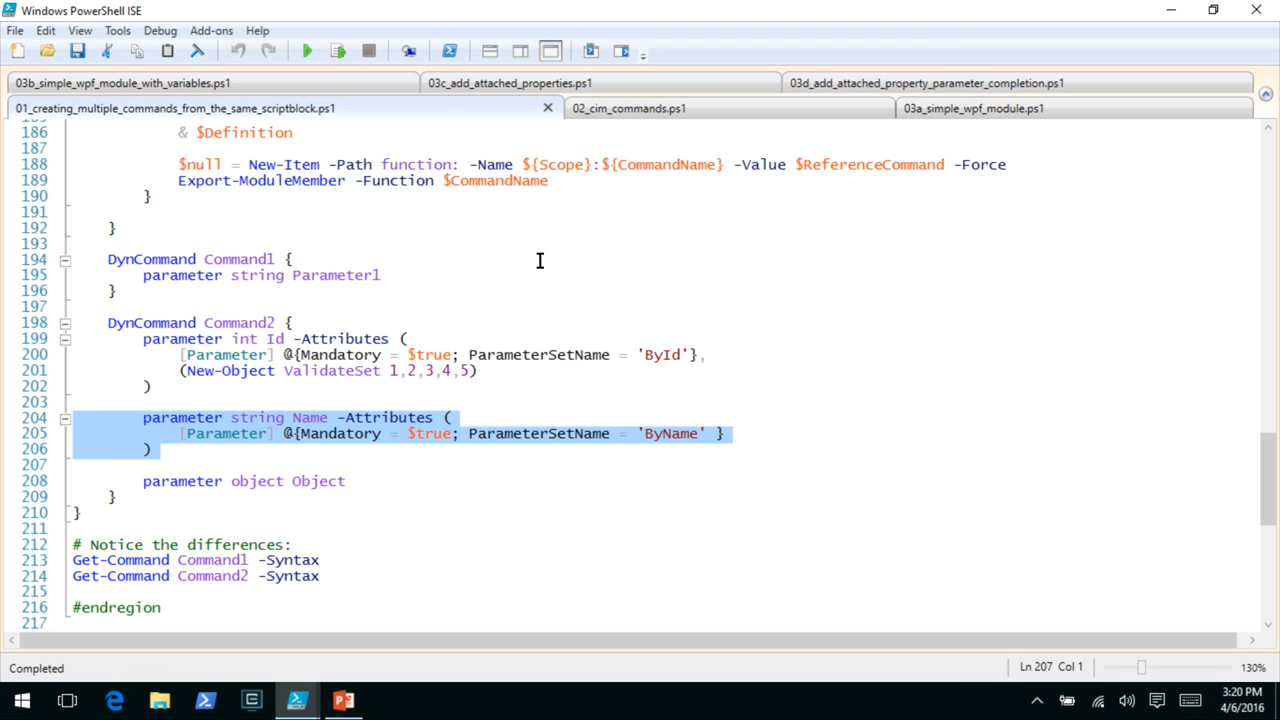 Windows PowerShell ISE
File Edit View Tools Debug Add-ons Help
03b_simple_wpf_module_with_variables.ps1 03c_add_attached_properties.ps1 03d_add_attached_property_parameter_completion.ps1
01_creating_multiple_commands_from_the_same_scriptblock.ps1 02_cim_commands.ps1 03a_simple_wpf_module.ps1
186 & $Definition
187
188 $null = New-Item -Path function: -Name ${Scope}:${CommandName} -Value $ReferenceCommand -Force
189 Export-ModuleMember -Function $CommandName
190 }
191
192 }
193
194 DynCommand Command1 {
195 parameter string Parameter1
196 }
197
198 DynCommand Command2 {
199 parameter int Id -Attributes (
200 [Parameter] @{Mandatory = $true; ParameterSetName = 'ById'},
201 (New-Object ValidateSet 1,2,3,4,5)
202 )
203
204 parameter string Name -Attributes (
205 [Parameter] @{Mandatory = $true; ParameterSetName = 'ByName' }
206 )
207
208 parameter object Object
209 }
210 }
211
212 # Notice the differences:
213 Get-Command Command1 -Syntax
214 Get-Command Command2 -Syntax
215
216 #endregion
217
Completed Ln 207 Col 1 130%
3:20 PM
4/6/2016